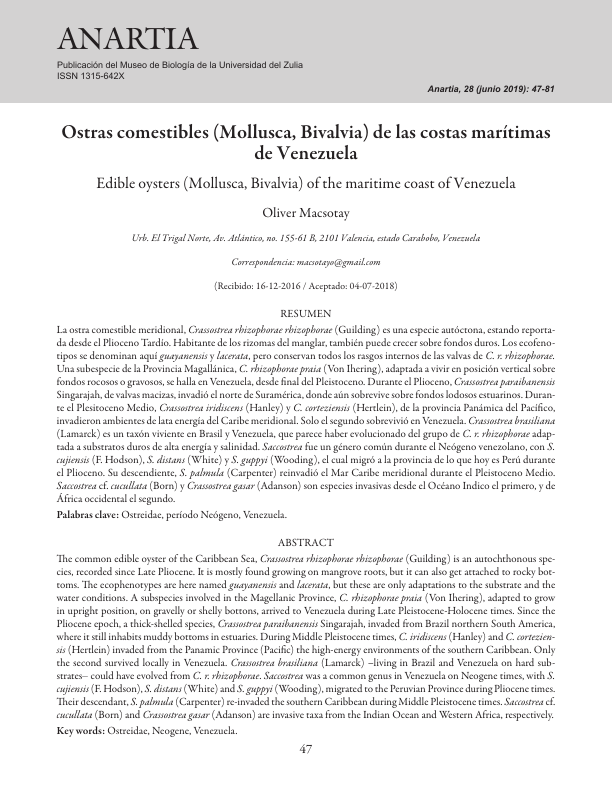 ANARTIA
Publicación del Museo de Biología de la Universidad del Zulia
ISSN 1315-642X
Anartia, 28 (junio 2019): 47-81
Ostras comestibles (Mollusca, Bivalvia) de las costas marítimas
de Venezuela
Edible oysters (Mollusca, Bivalvia) of the maritime coast of Venezuela
Oliver Macsotay
Urb. El Trigal Norte, Av. Atlántico, no. 155-61 B, 2101 Valencia, estado Carabobo, Venezuela
Correspondencia: macsotayo@gmail.com
(Recibido: 16-12-2016 / Aceptado: 04-07-2018)
RESUMEN
La ostra comestible meridional, Crassostrea rhizophorae rhizophorae (Guilding) es una especie autóctona, estando reporta-
da desde el Plioceno Tardío. Habitante de los rizomas del manglar, también puede crecer sobre fondos duros. Los ecofeno-
tipos se denominan aquí guayanensis y lacerata, pero conservan todos los rasgos internos de las valvas de C. r. rhizophorae.
Una subespecie de la Provincia Magallánica, C. rhizophorae praia (Von Ihering), adaptada a vivir en posición vertical sobre
fondos rocosos o gravosos, se halla en Venezuela, desde final del Pleistoceno. Durante el Plioceno, Crassostrea paraibanensis
Singarajah, de valvas macizas, invadió el norte de Suramérica, donde aún sobrevive sobre fondos lodosos estuarinos. Duran-
te el Plesitoceno Medio, Crassostrea iridiscens (Hanley) y C. corteziensis (Hertlein), de la provincia Panámica del Pacífico,
invadieron ambientes de lata energía del Caribe meridional. Solo el segundo sobrevivió en Venezuela. Crassostrea brasiliana
(Lamarck) es un taxón viviente en Brasil y Venezuela, que parece haber evolucionado del grupo de C. r. rhizophorae adap-
tada a substratos duros de alta energía y salinidad. Saccostrea fue un género común durante el Neógeno venezolano, con S.
cujiensis (F. Hodson), S. distans (White) y S. guppyi (Wooding), el cual migró a la provincia de lo que hoy es Perú durante
el Plioceno. Su descendiente, S. palmula (Carpenter) reinvadió el Mar Caribe meridional durante el Pleistoceno Medio.
Saccostrea cf. cucullata (Born) y Crassostrea gasar (Adanson) son especies invasivas desde el Océano Indico el primero, y de
África occidental el segundo.
Palabras clave: Ostreidae, período Neógeno, Venezuela.
ABSTRACT
The common edible oyster of the Caribbean Sea, Crassostrea rhizophorae rhizophorae (Guilding) is an autochthonous spe-
cies, recorded since Late Pliocene. It is mostly found growing on mangrove roots, but it can also get attached to rocky bot-
toms. The ecophenotypes are here named guayanensis and lacerata, but these are only adaptations to the substrate and the
water conditions. A subspecies involved in the Magellanic Province, C. rhizophorae praia (Von Ihering), adapted to grow
in upright position, on gravelly or shelly bottoms, arrived to Venezuela during Late Pleistocene-Holocene times. Since the
Pliocene epoch, a thick-shelled species, Crassostrea paraibanensis Singarajah, invaded from Brazil northern South America,
where it still inhabits muddy bottoms in estuaries. During Middle Pleistocene times, C. iridiscens (Hanley) and C. cortezien-
sis (Hertlein) invaded from the Panamic Province (Pacific) the high-energy environments of the southern Caribbean. Only
the second survived locally in Venezuela. Crassostrea brasiliana (Lamarck) –living in Brazil and Venezuela on hard sub-
strates– could have evolved from C. r. rhizophorae. Saccostrea was a common genus in Venezuela on Neogene times, with S.
cujiensis (F. Hodson), S. distans (White) and S. guppyi (Wooding), migrated to the Peruvian Province during Pliocene times.
Their descendant, S. palmula (Carpenter) re-invaded the southern Caribbean during Middle Pleistocene times. Saccostrea cf.
cucullata (Born) and Crassostrea gasar (Adanson) are invasive taxa from the Indian Ocean and Western Africa, respectively.
Key words: Ostreidae, Neogene, Venezuela.
47